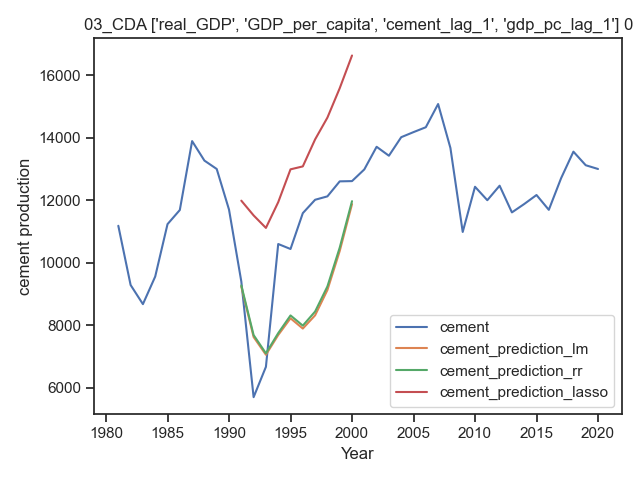 03_CDA ['real_GDP', 'GDP_per_capita', 'cement_lag_1', 'gdp_pc_lag_1'] 0
16000
14000
12000
10000
8000
6000
cement production
cement
cement_prediction_lm
cement_prediction_rr
cement_prediction_lasso
1980 1985 1990 1995 2000 2005 2010 2015 2020
Year